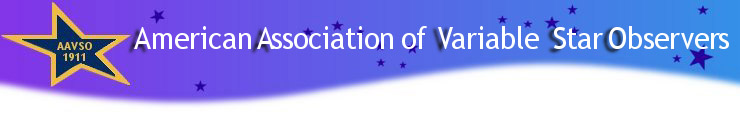 AAVSO
1911
American Association of Variable Star Observers